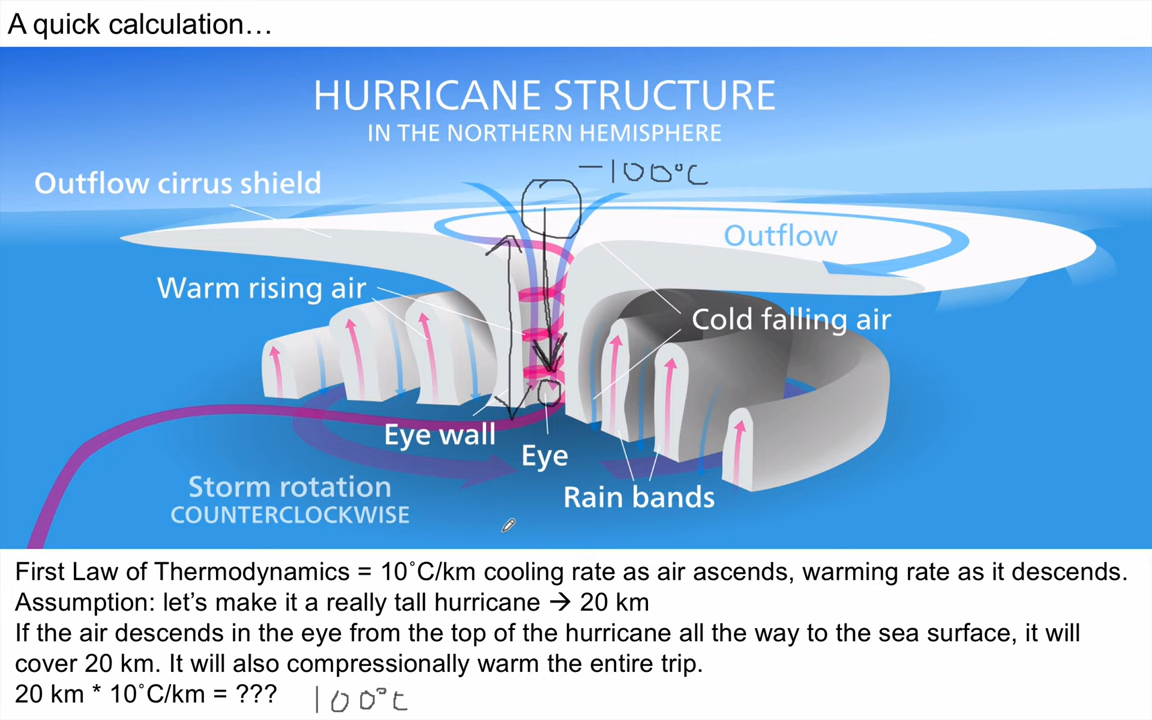 A quick calculation…
HURRICANE STRUCTURE
IN THE NORTHERN HEMISPHERE
-100°C
Outflow cirrus shield
Outflow
Warm rising air
Cold falling air
Eye wall
Eye
Storm rotation
COUNTERCLOCKWISE
Rain bands
First Law of Thermodynamics = 10˚C/km cooling rate as air ascends, warming rate as it descends.
Assumption: let's make it a really tall hurricane → 20 km
If the air descends in the eye from the top of the hurricane all the way to the sea surface, it will
cover 20 km. It will also compressionally warm the entire trip.
20 km * 10˚C/km = ??? 100°C